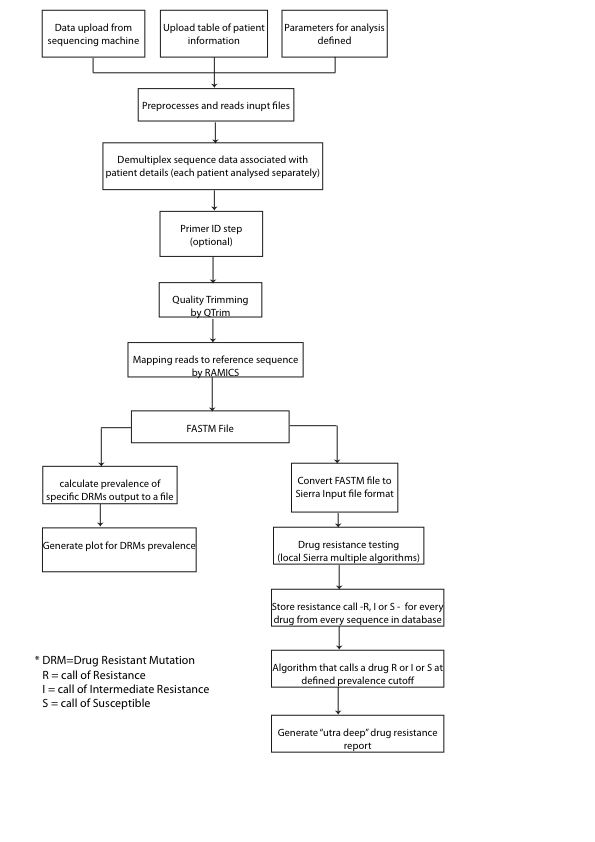 Data upload from
sequencing machine
Upload table of patient
information
Parameters for analysis
defined
Preprocesses and reads inupt files
Demultiplex sequence data associated with
patient details (each patient analysed separately)
Primer ID step
(optional)
Quality Trimming
by QTrim
Mapping reads to reference sequence
by RAMICS
FASTM File
calculate prevalence of
specific DRMs output to a file
Generate plot for DRMs prevalence
Convert FASTM file to
Sierra Input file format
Drug resistance testing
(local Sierra multiple algorithms)
Store resistance call -R, I or S - for every
drug from every sequence in database
Algorithm that calls a drug R or I or S at
defined prevalence cutoff
Generate "utra deep" drug resistance
report
* DRM=Drug Resistant Mutation
R = call of Resistance
I = call of Intermediate Resistance
S = call of Susceptible